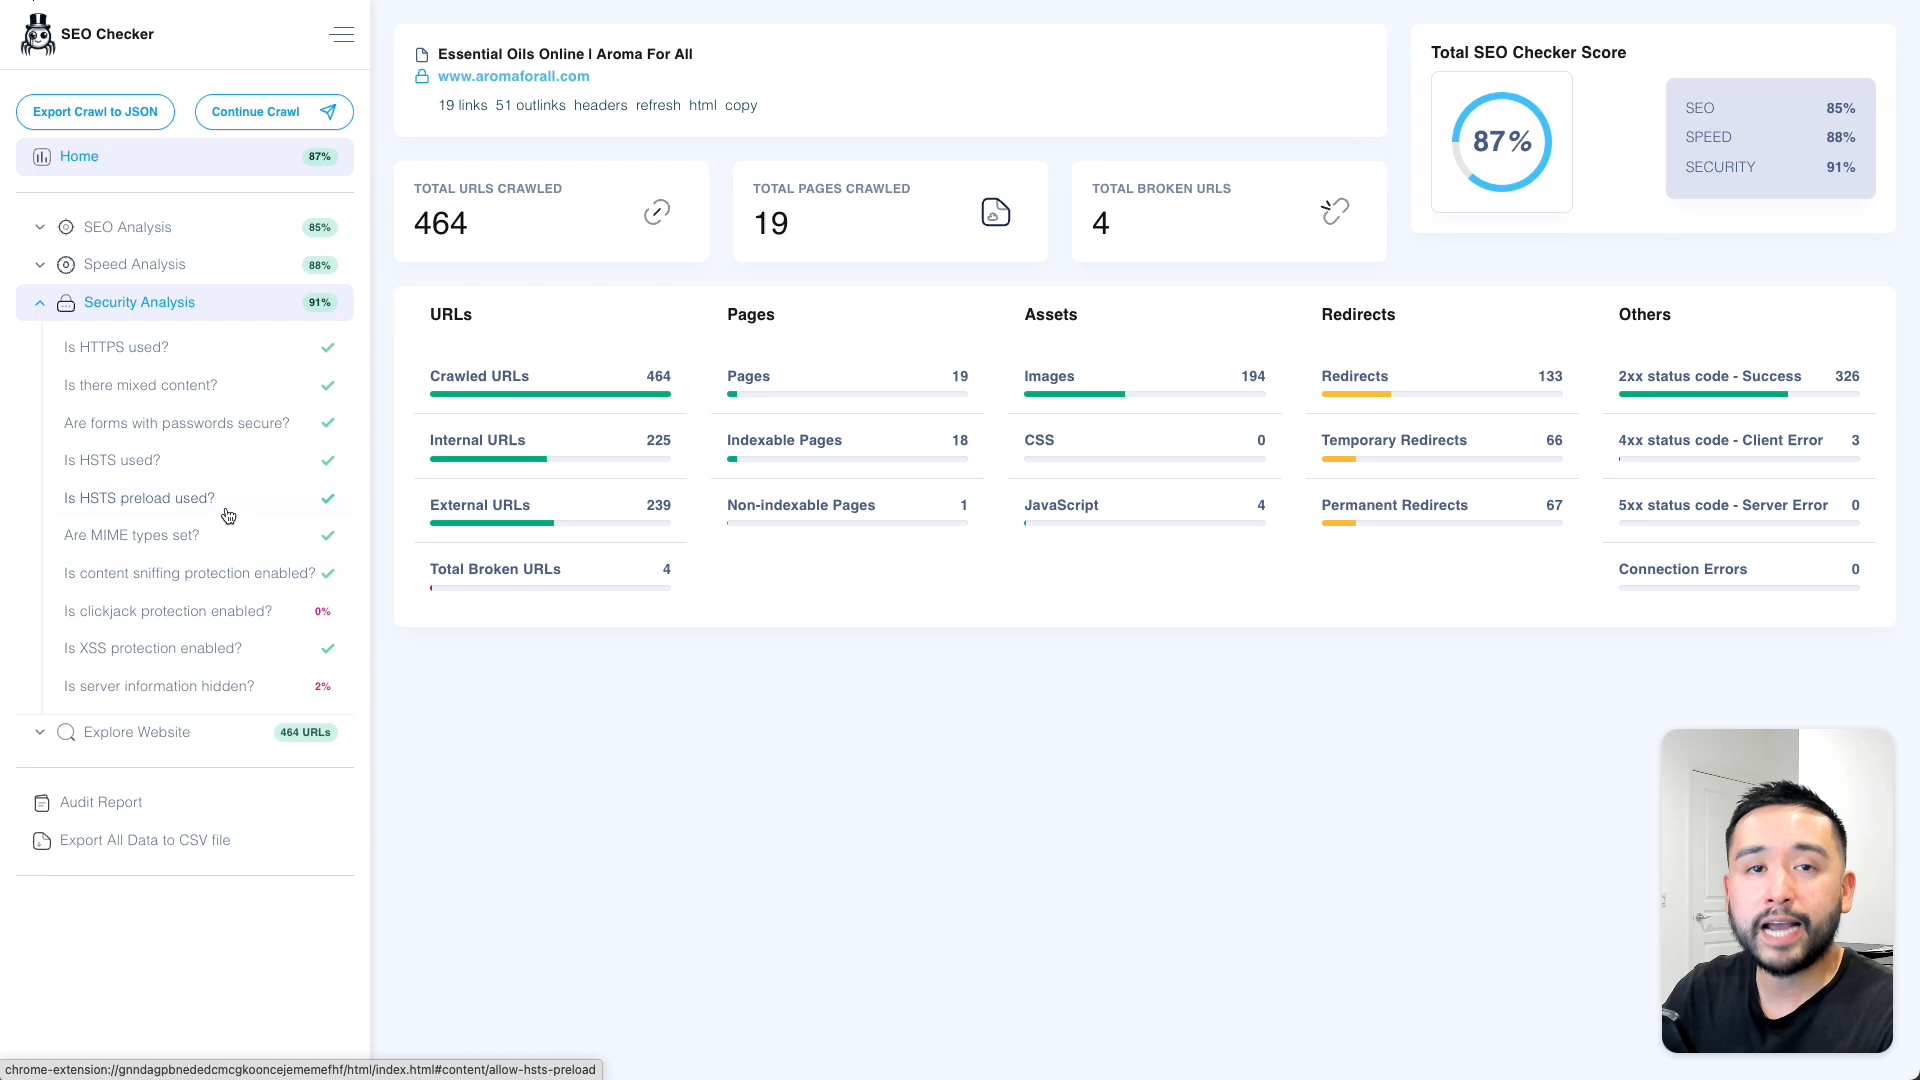 SEO Checker
Export Crawl to JSON
Continue Crawl
Home 87%
SEO Analysis 85%
Speed Analysis 88%
Security Analysis 91%
Is HTTPS used?
Is there mixed content?
Are forms with passwords secure?
Is HSTS used?
Is HSTS preload used?
Are MIME types set?
Is content sniffing protection enabled?
Is clickjack protection enabled? 0%
Is XSS protection enabled?
Is server information hidden? 2%
Explore Website 464 URLs
Audit Report
Export All Data to CSV file
Essential Oils Online | Aroma For All
www.aromaforall.com
19 links 51 outlinks headers refresh html copy
Total SEO Checker Score
87%
SEO 85%
SPEED 88%
SECURITY 91%
TOTAL URLS CRAWLED
464
TOTAL PAGES CRAWLED
19
TOTAL BROKEN URLS
4
URLs
Crawled URLs 464
Internal URLs 225
External URLs 239
Total Broken URLs 4
Pages
Pages 19
Indexable Pages 18
Non-indexable Pages 1
Assets
Images 194
CSS 0
JavaScript 4
Redirects
Redirects 133
Temporary Redirects 66
Permanent Redirects 67
Others
2xx status code - Success 326
4xx status code - Client Error 3
5xx status code - Server Error 0
Connection Errors 0
chrome-extension://gnndagpbnededcmcgkooncejememefhf/html/index.html#content/allow-hsts-preload